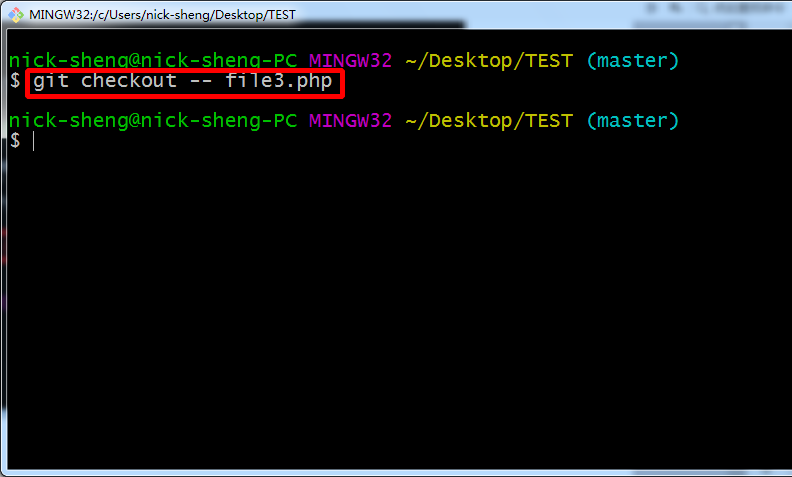 MINGW32:/c/Users/nick-sheng/Desktop/TEST
nick-sheng@nick-sheng-PC MINGW32 ~/Desktop/TEST (master)
$ git checkout -- file3.php
nick-sheng@nick-sheng-PC MINGW32 ~/Desktop/TEST (master)
$